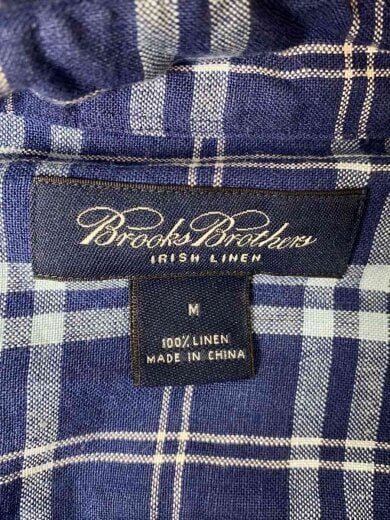 Brooks Brothers
IRISH LINEN
M
100% LINEN
MADE IN CHINA